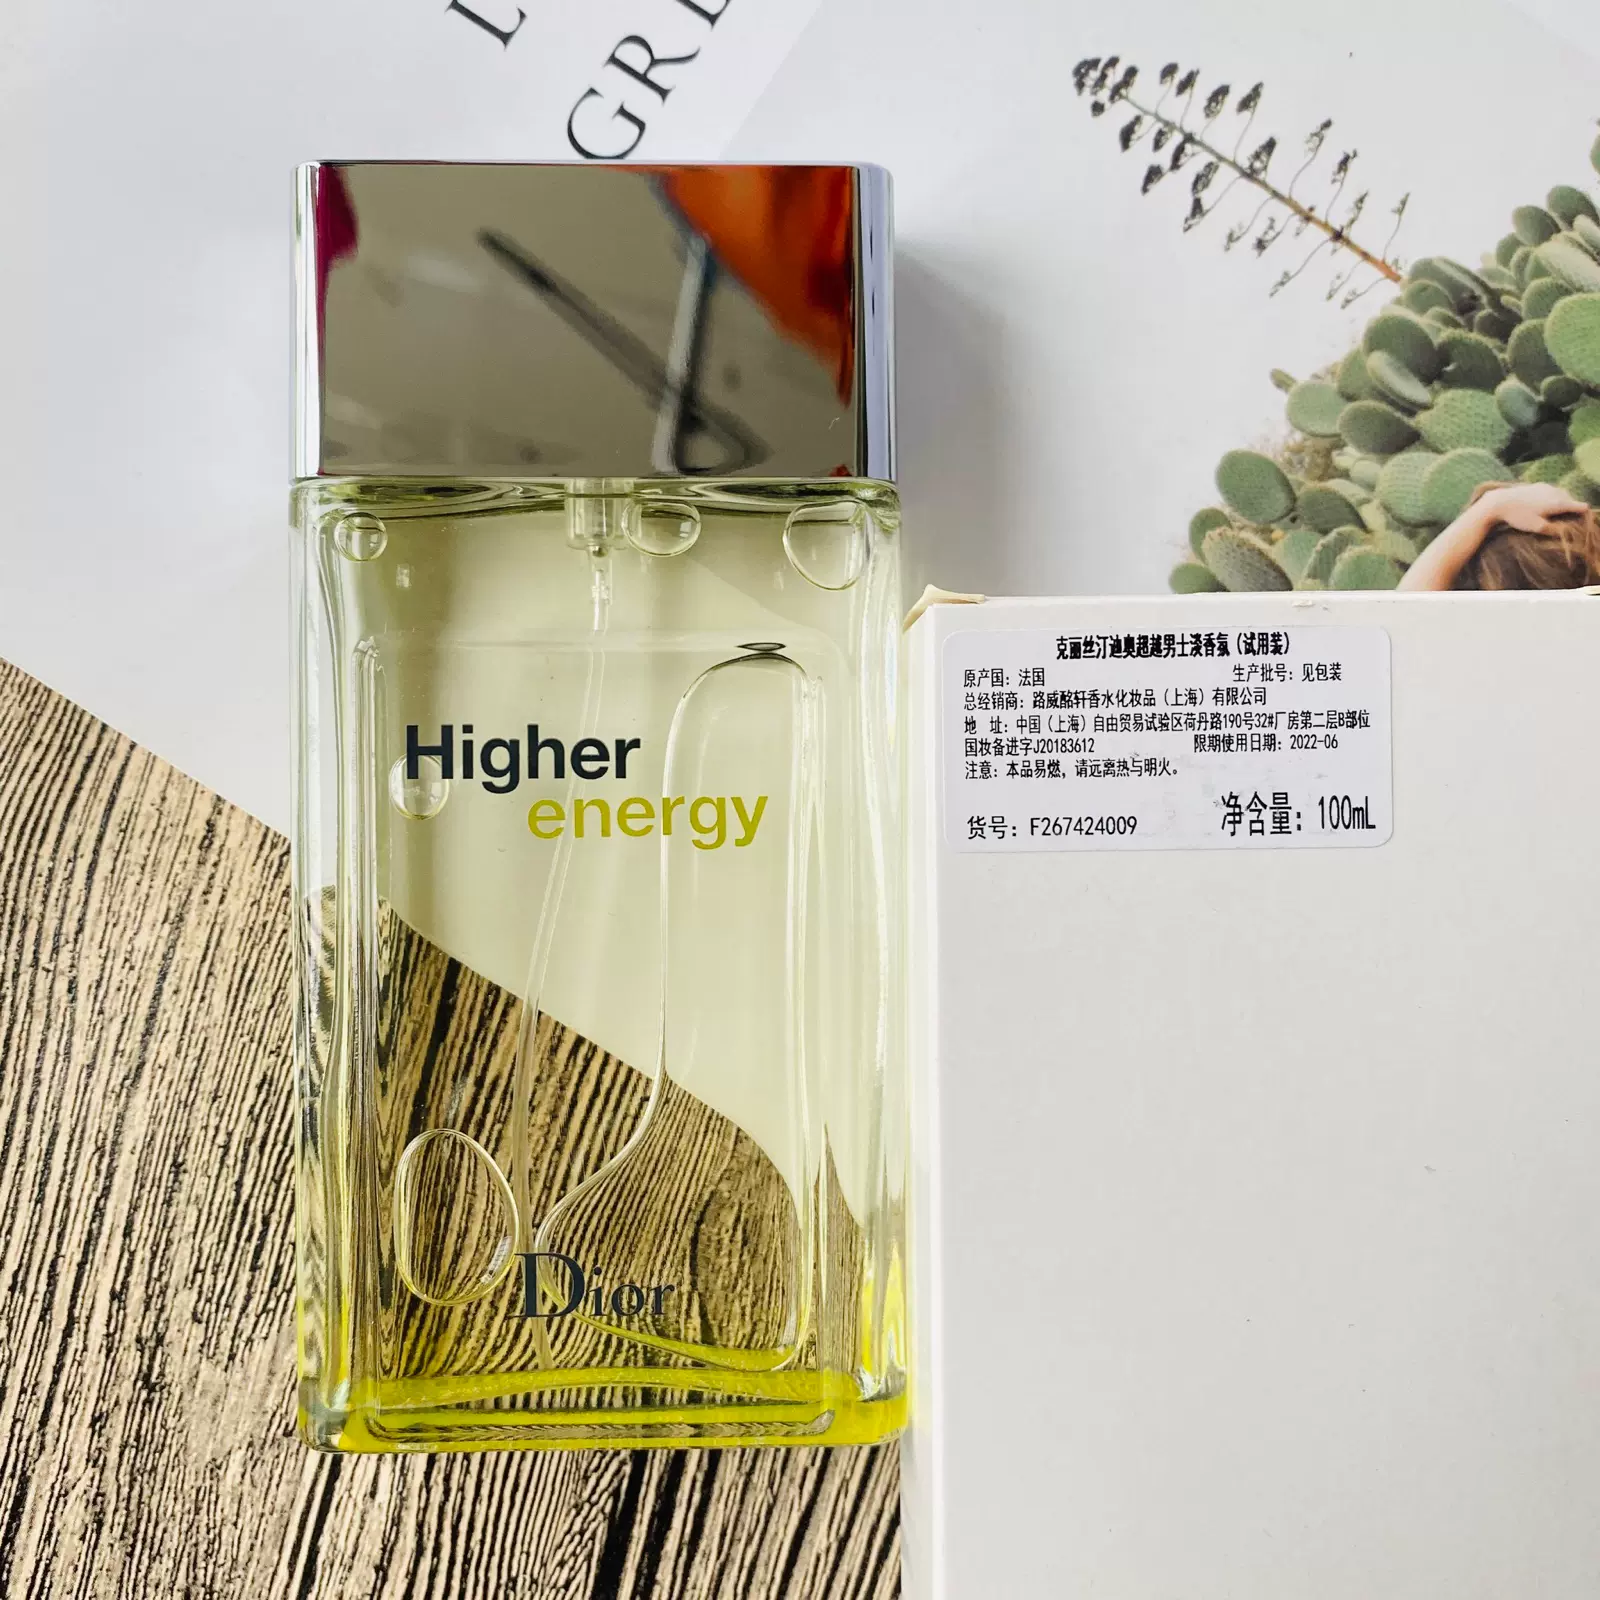 GRE
Higher
energy
Dior
克丽丝汀迪奥超越男士淡香氛（试用装）
原产国：法国 生产批号：见包装
总经销商：路威酩轩香水化妆品（上海）有限公司
地 址：中国（上海）自由贸易试验区荷丹路190号32#厂房第二层B部位
国妆备进字J20183612 限期使用日期：2022-06
注意：本品易燃，请远离热与明火。
货号：F267424009 净含量：100mL